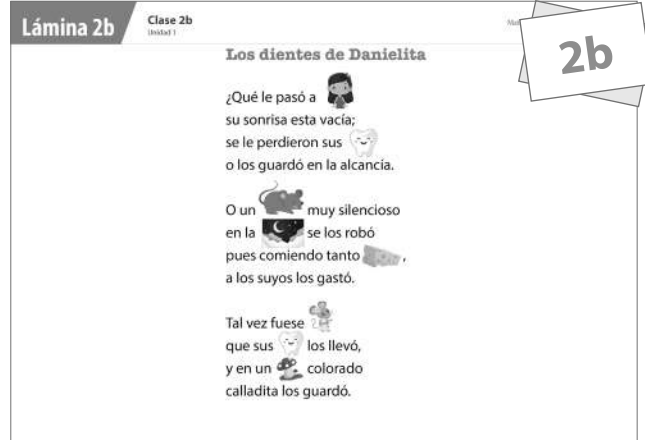 Lámina 2b
Clase 2b
Unidad 1
2b
Los dientes de Danielita
¿Qué le pasó a
su sonrisa esta vacía;
se le perdieron sus
o los guardó en la alcancía.
O un muy silencioso
en la se los robó
pues comiendo tanto ,
a los suyos los gastó.
Tal vez fuese
que sus los llevó,
y en un colorado
calladita los guardó.